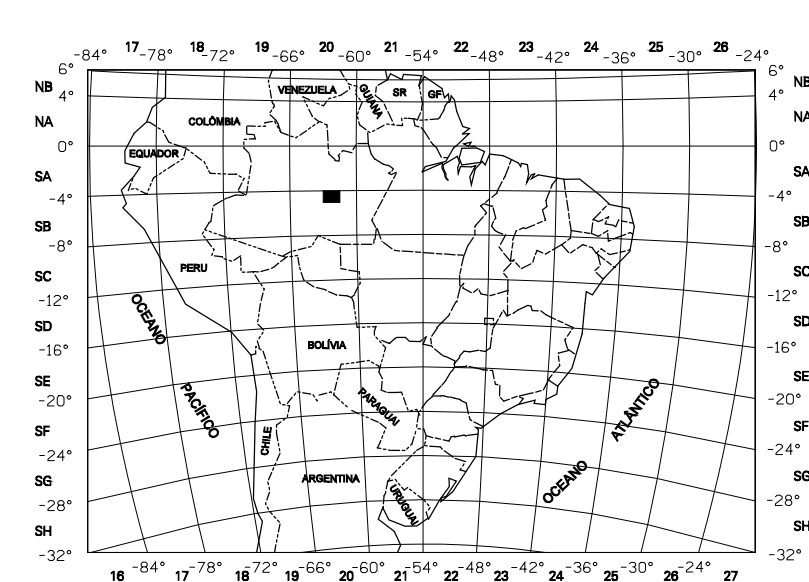 17 18 19 20 21 22 23 24 25 26
-84° -78° -72° -66° -60° -54° -48° -42° -36° -30° -24°
6° 6°
NB 4° VENEZUELA GUIANA SR GF 4° NB
NA COLÔMBIA NA
0° EQUADOR 0°
SA SA
-4° -4°
SB SB
-8° -8°
SC PERU SC
-12° -12°
SD OCEANO SD
-16° BOLÍVIA -16°
SE SE
-20° PACÍFICO PARAGUAI ATLÂNTICO -20°
SF CHILE SF
-24° -24°
SG ARGENTINA OCEANO SG
-28° URUGUAI -28°
SH SH
-32° -84° -78° -72° -66° -60° -54° -48° -42° -36° -30° -32°
16 17 18 19 20 21 22 23 24 25 26 27